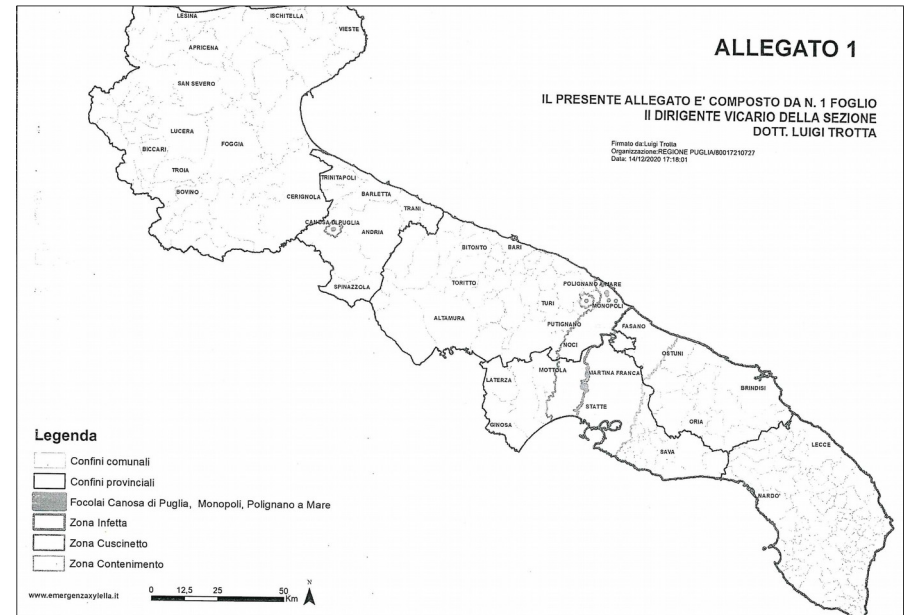 LESINA
ISCHITELLA
VIESTE
APRICENA
SAN SEVERO
LUCERA
FOGGIA
BICCARI
TROIA
BOVINO
CERIGNOLA
TRINITAPOLI
BARLETTA
TRANI
CANOSA DI PUGLIA
ANDRIA
SPINAZZOLA
BITONTO
BARI
TORITTO
ALTAMURA
POLIGNANO A MARE
MONOPOLI
TURI
PUTIGNANO
NOCI
FASANO
LATERZA
MOTTOLA
MARTINA FRANCA
OSTUNI
BRINDISI
GINOSA
STATTE
ORIA
SAVA
LECCE
NARDO'
ALLEGATO 1
IL PRESENTE ALLEGATO E' COMPOSTO DA N. 1 FOGLIO
Il DIRIGENTE VICARIO DELLA SEZIONE
DOTT. LUIGI TROTTA
Firmato da:Luigi Trotta
Organizzazione:REGIONE PUGLIA/80017210727
Data: 14/12/2020 17:18:01
Legenda
Confini comunali
Confini provinciali
Focolai Canosa di Puglia, Monopoli, Polignano a Mare
Zona Infetta
Zona Cuscinetto
Zona Contenimento
www.emergenzaxylella.it
0 12,5 25 50
Km
N